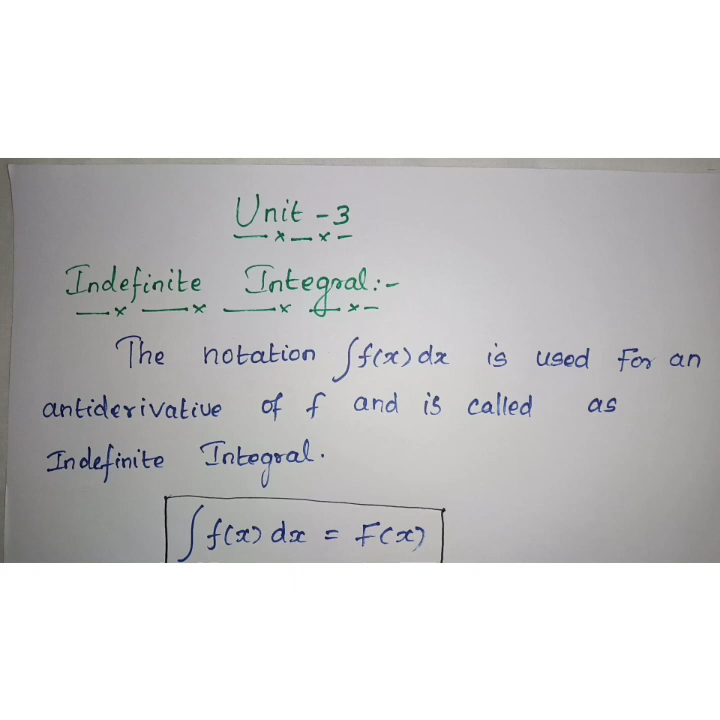 Unit - 3
Indefinite Integral:-
The notation ∫f(x) dx is used For an
antiderivative of f and is called as
Indefinite Integral.
∫ f(x) dx = F(x)